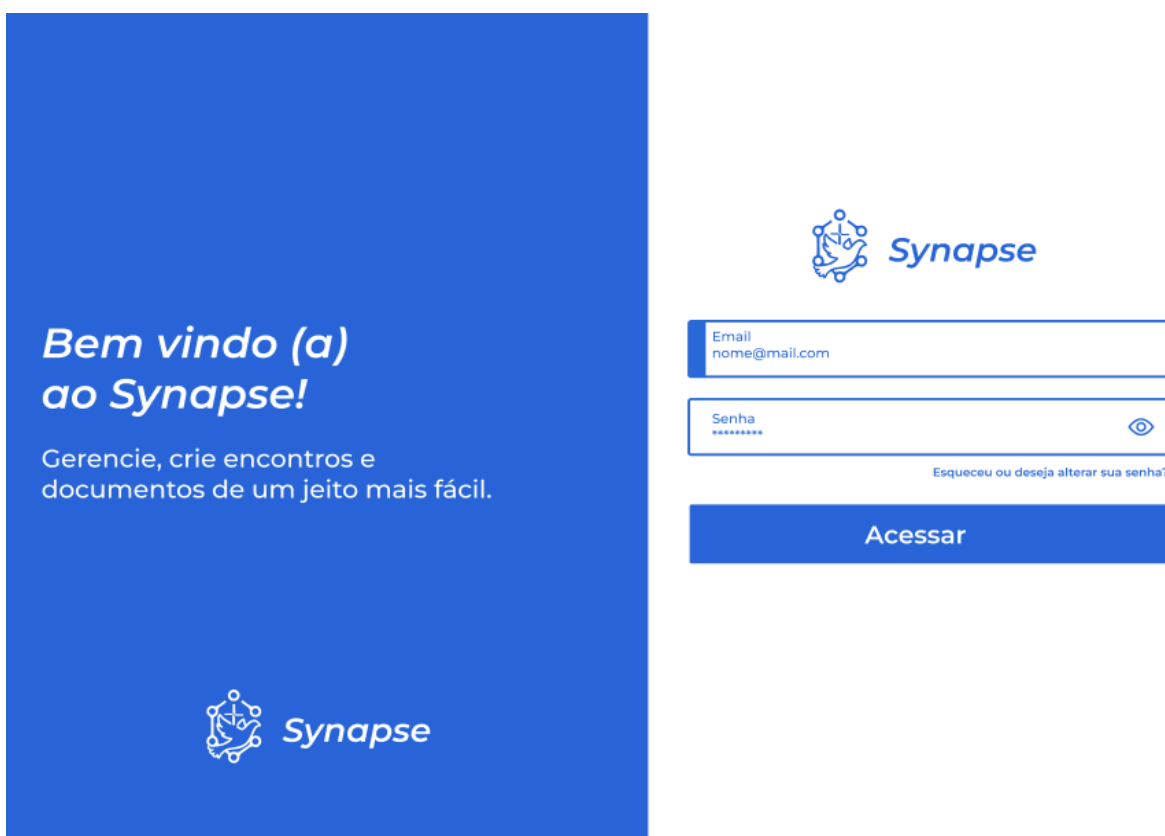 Bem vindo (a)
ao Synapse!
Gerencie, crie encontros e
documentos de um jeito mais fácil.
Synapse
Synapse
Email
nome@mail.com
Senha
*********
Esqueceu ou deseja alterar sua senha?
Acessar